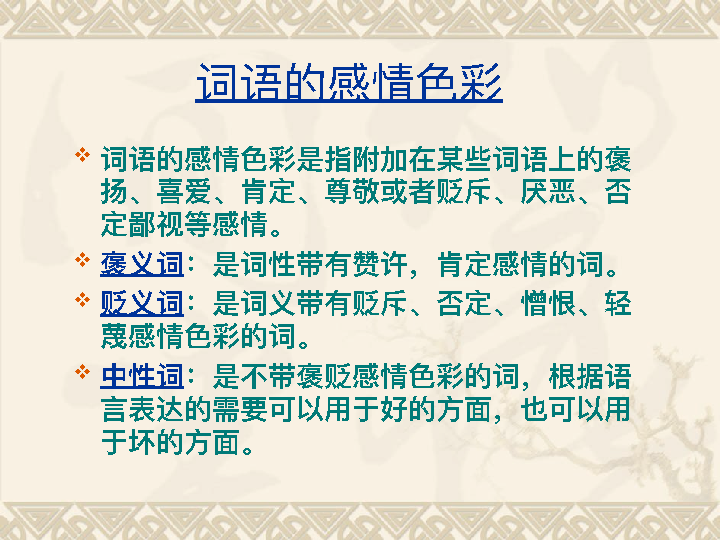 词语的感情色彩
词语的感情色彩是指附加在某些词语上的褒
扬、喜爱、肯定、尊敬或者贬斥、厌恶、否
定鄙视等感情。
褒义词：是词性带有赞许，肯定感情的词。
贬义词：是词义带有贬斥、否定、憎恨、轻
蔑感情色彩的词。
中性词：是不带褒贬感情色彩的词，根据语
言表达的需要可以用于好的方面，也可以用
于坏的方面。